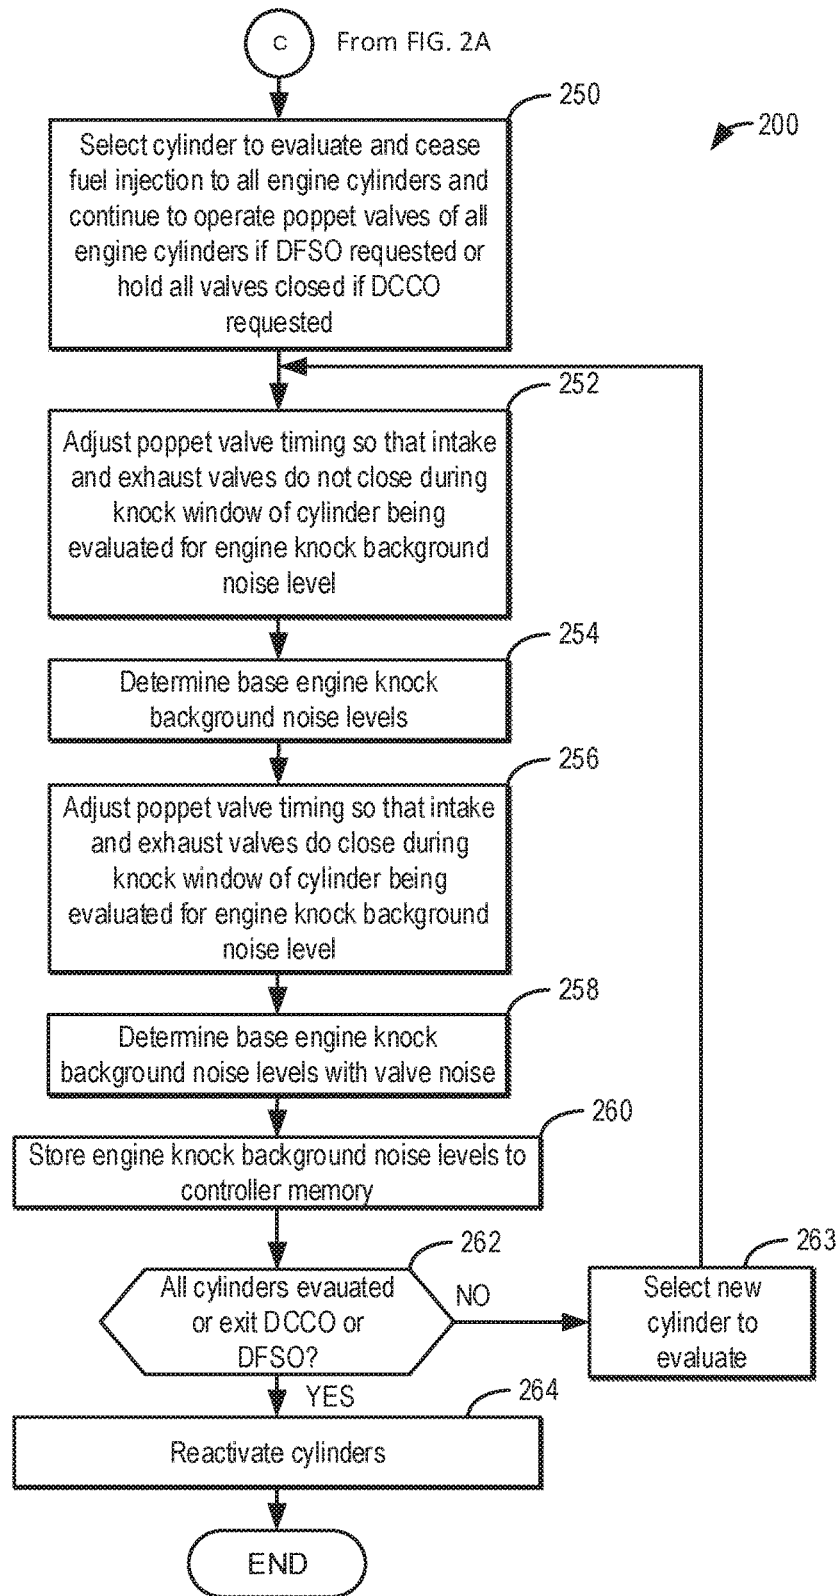 C
From FIG. 2A
250
200
Select cylinder to evaluate and cease
fuel injection to all engine cylinders and
continue to operate poppet valves of all
engine cylinders if DFSO requested or
hold all valves closed if DCCO
requested
252
Adjust poppet valve timing so that intake
and exhaust valves do not close during
knock window of cylinder being
evaluated for engine knock background
noise level
254
Determine base engine knock
background noise levels
256
Adjust poppet valve timing so that intake
and exhaust valves do close during
knock window of cylinder being
evaluated for engine knock background
noise level
258
Determine base engine knock
background noise levels with valve noise
260
Store engine knock background noise levels to
controller memory
262
All cylinders evauated
or exit DCCO or
DFSO?
NO
263
Select new
cylinder to
evaluate
YES
264
Reactivate cylinders
END